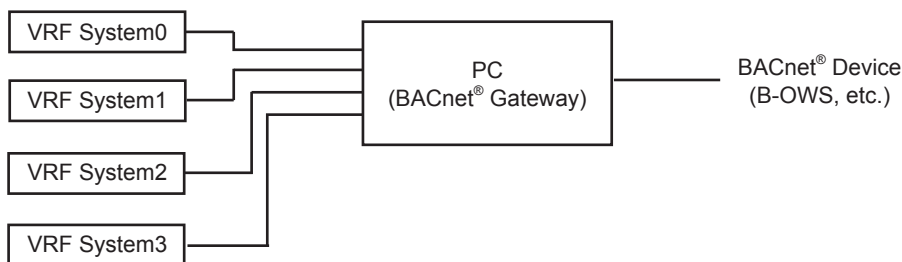 VRF System0
VRF System1
VRF System2
VRF System3
PC
(BACnet® Gateway)
BACnet® Device
(B-OWS, etc.)